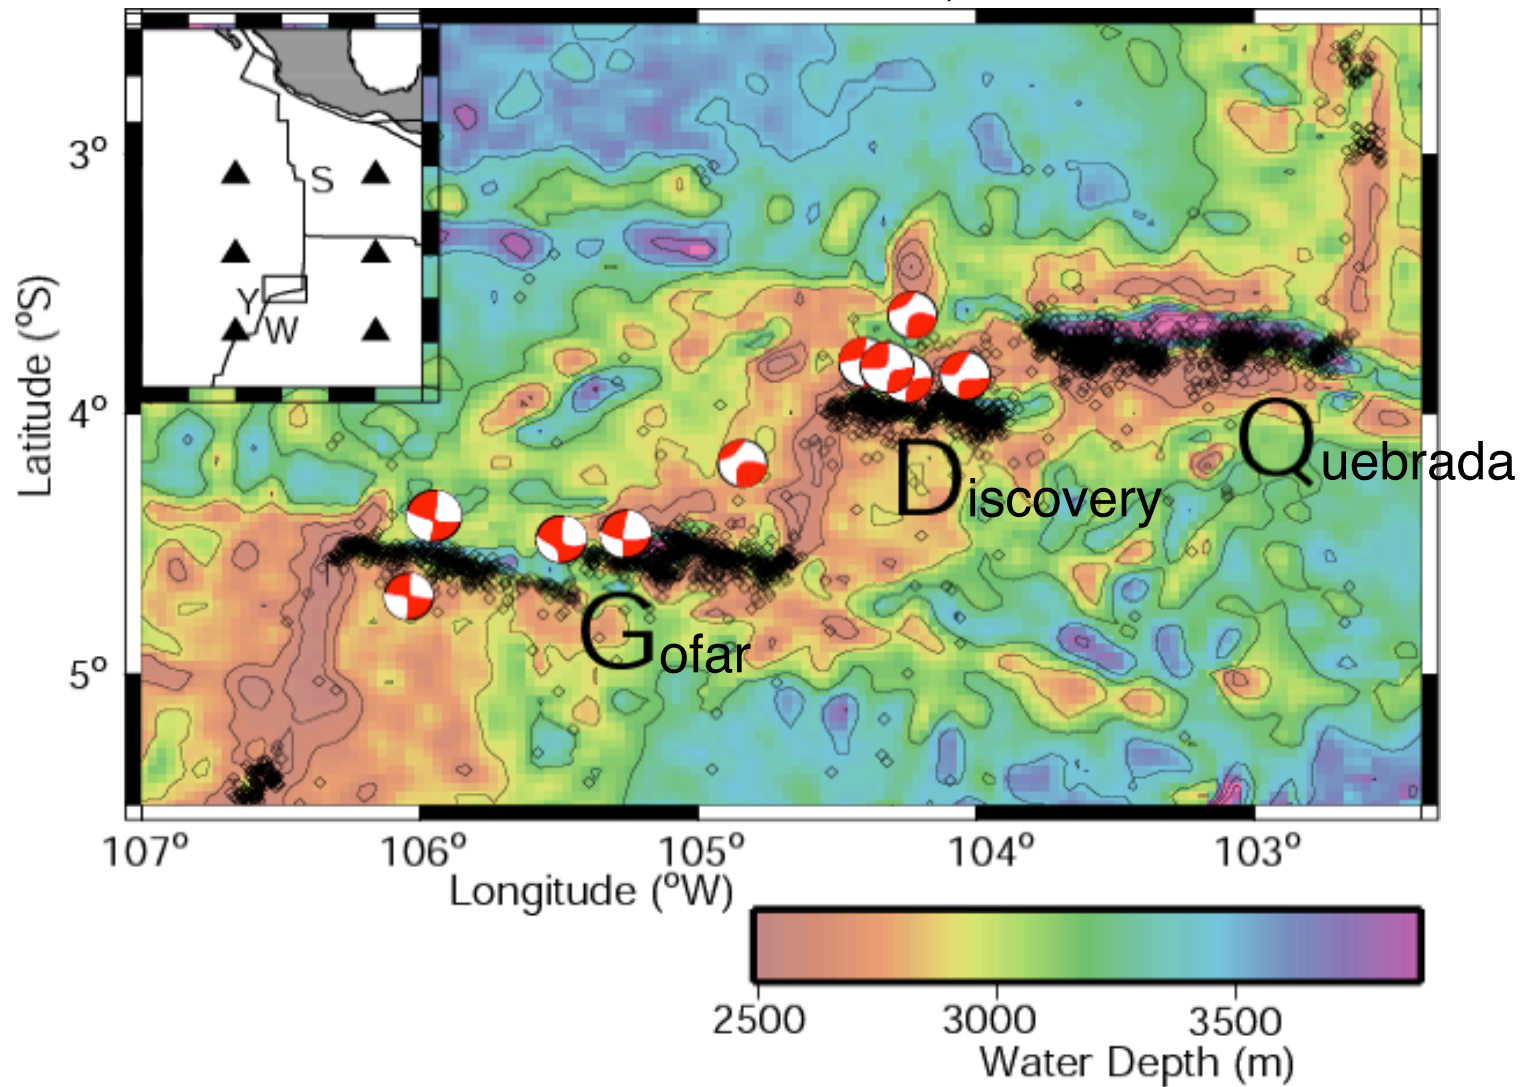 S
Y
W
3º
4º
5º
Latitude (ºS)
Quebrada
Discovery
Gofar
107º 106º 105º 104º 103º
Longitude (ºW)
2500 3000 3500
Water Depth (m)